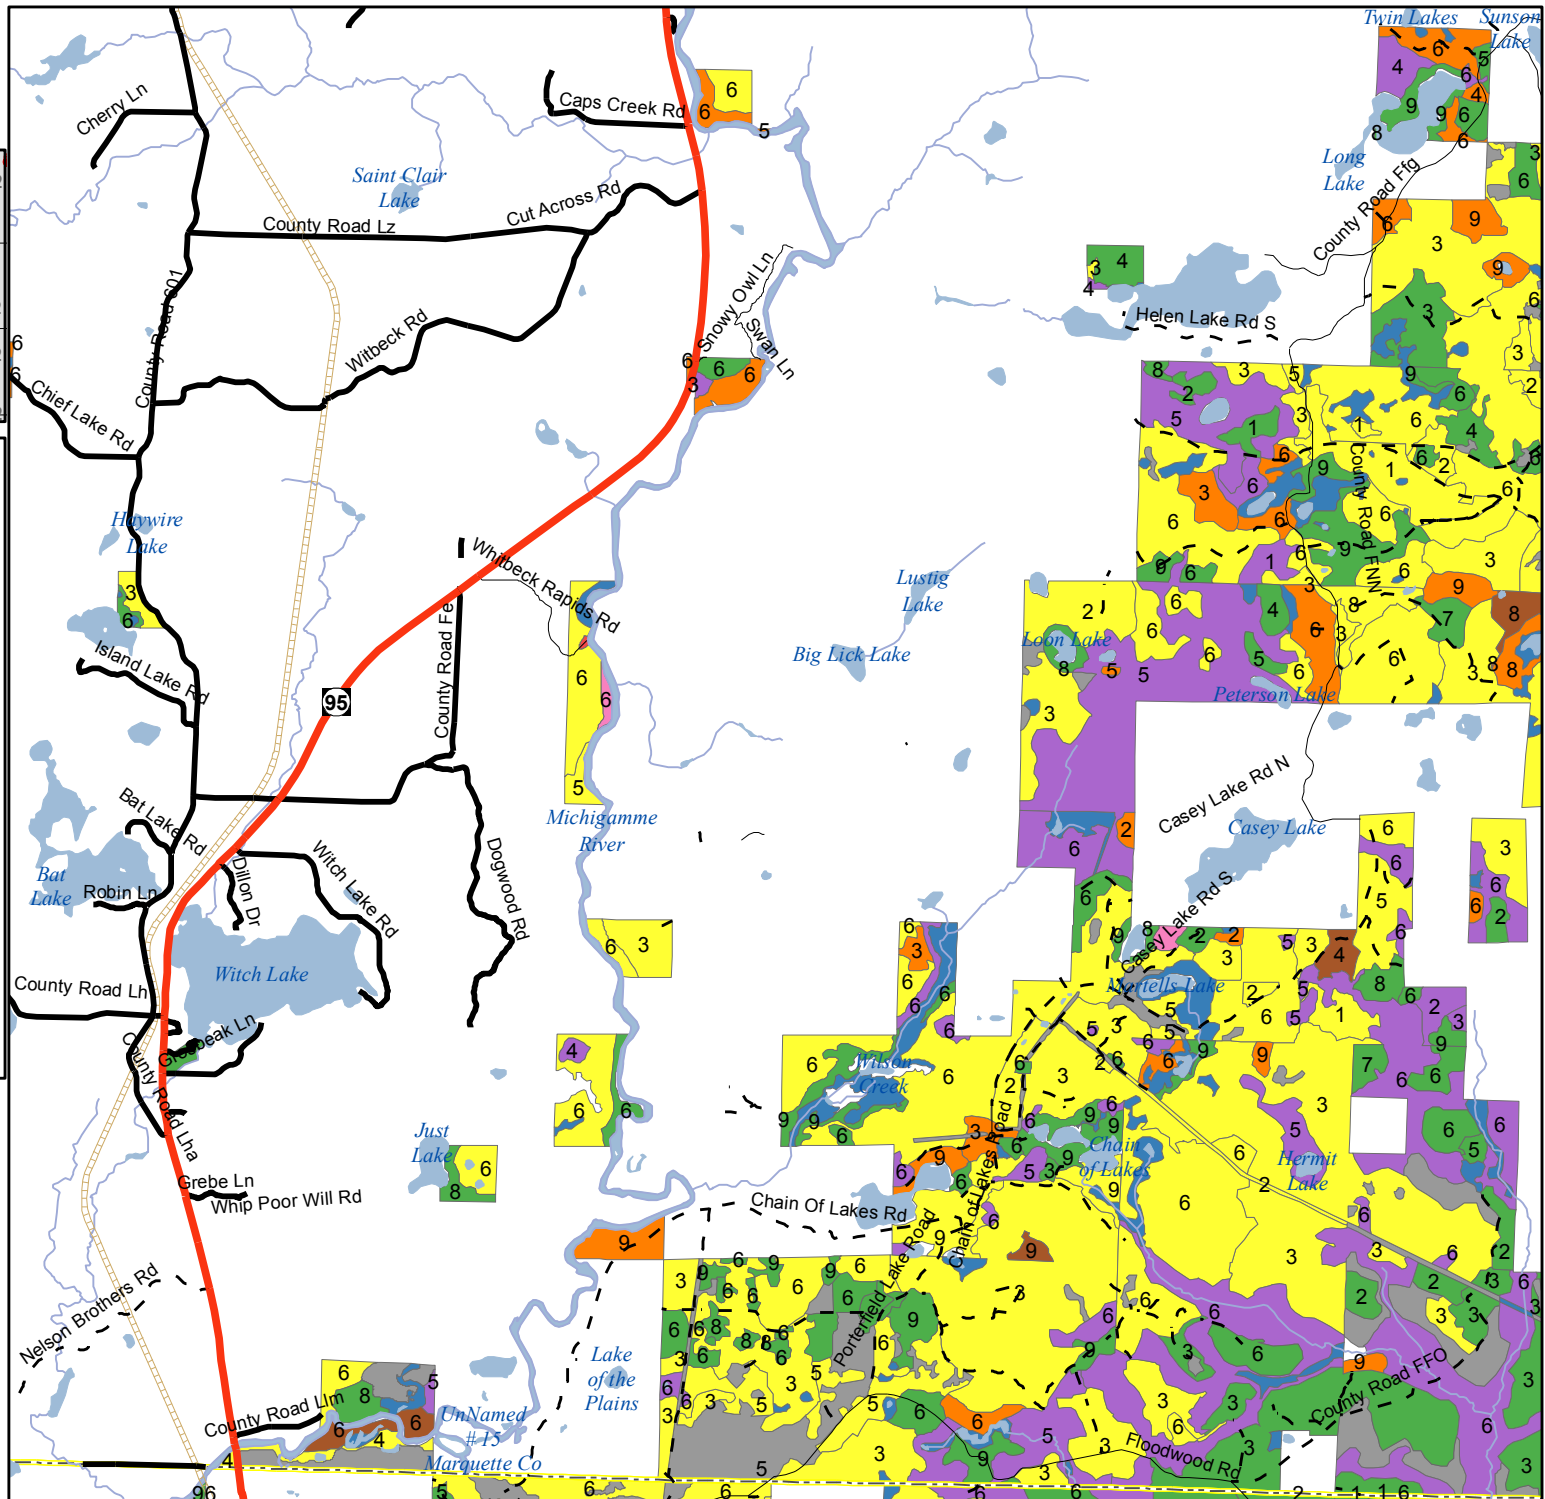 Twin Lakes
Sunson
Lake
Cherry Ln
Caps Creek Rd
Long
Lake
Saint Clair
Lake
Cut Across Rd
County Road Lz
County Road Ffg
County Road 601
Snowy Owl Ln
Swan Ln
Helen Lake Rd S
Witbeck Rd
Chief Lake Rd
Haywire
Lake
County Road FNN
Whitbeck Rapids Rd
Lustig
Lake
County Road Fe
Big Lick Lake
Loon Lake
Island Lake Rd
Peterson Lake
95
Casey Lake Rd N
Casey Lake
Michigamme
River
Bat Lake Rd
Bat
Lake
Robin Ln
Dillon Dr
Witch Lake Rd
Dogwood Rd
Casey Lake Rd S
Witch Lake
Martells Lake
County Road Lh
Grosbeak Ln
County Road Lha
Wilson
Creek
Just
Lake
Chain
of Lakes
Hermit
Lake
Grebe Ln
Whip Poor Will Rd
Chain Of Lakes Rd
Chain of Lakes Road
Porterfield Lake Road
Nelson Brothers Rd
Lake
of the
Plains
County Road Llm
UnNamed
# 15
Marquette Co
County Road FFO
Floodwood Rd
96